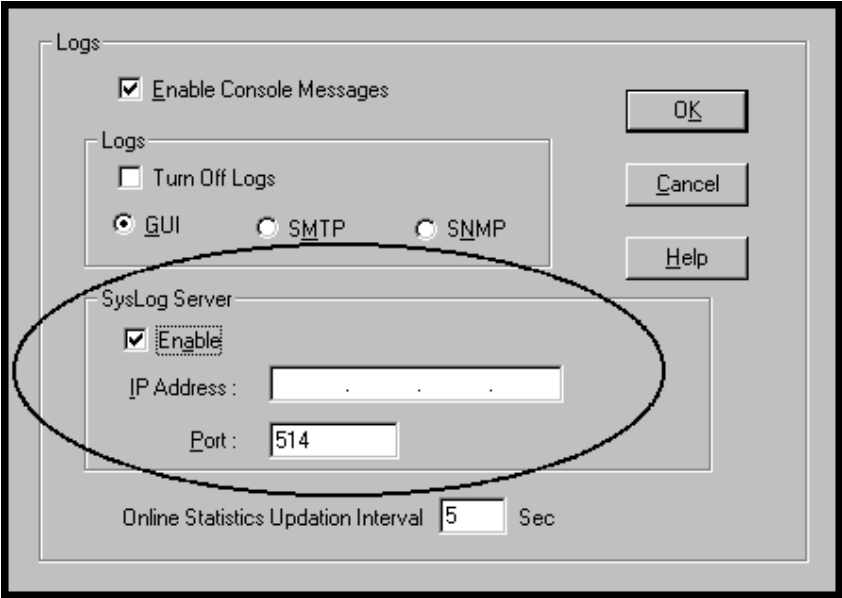 Logs
Enable Console Messages
OK
Logs
Turn Off Logs
Cancel
GUI SMTP SNMP
Help
SysLog Server
Enable
IP Address : . . .
Port : 514
Online Statistics Updation Interval 5 Sec